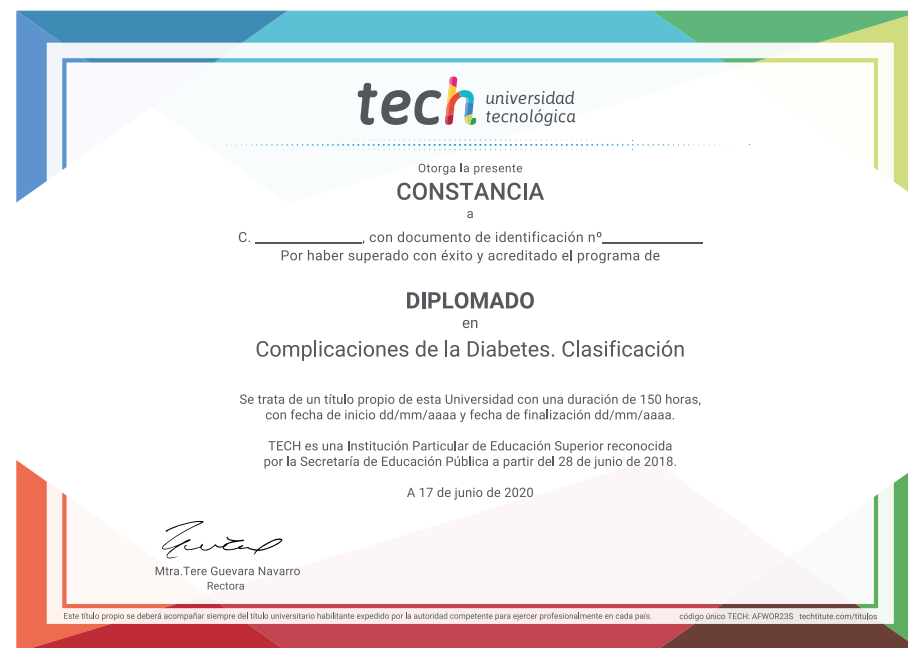 tech universidad
tecnológica
Otorga la presente
CONSTANCIA
a
C. ____________, con documento de identificación nº____________
Por haber superado con éxito y acreditado el programa de
DIPLOMADO
en
Complicaciones de la Diabetes. Clasificación
Se trata de un título propio de esta Universidad con una duración de 150 horas,
con fecha de inicio dd/mm/aaaa y fecha de finalización dd/mm/aaaa.
TECH es una Institución Particular de Educación Superior reconocida
por la Secretaría de Educación Pública a partir del 28 de junio de 2018.
A 17 de junio de 2020
Mtra.Tere Guevara Navarro
Rectora
Este título propio se deberá acompañar siempre del título universitario habilitante expedido por la autoridad competente para ejercer profesionalmente en cada país. código único TECH: AFWOR23S techtitute.com/títulos